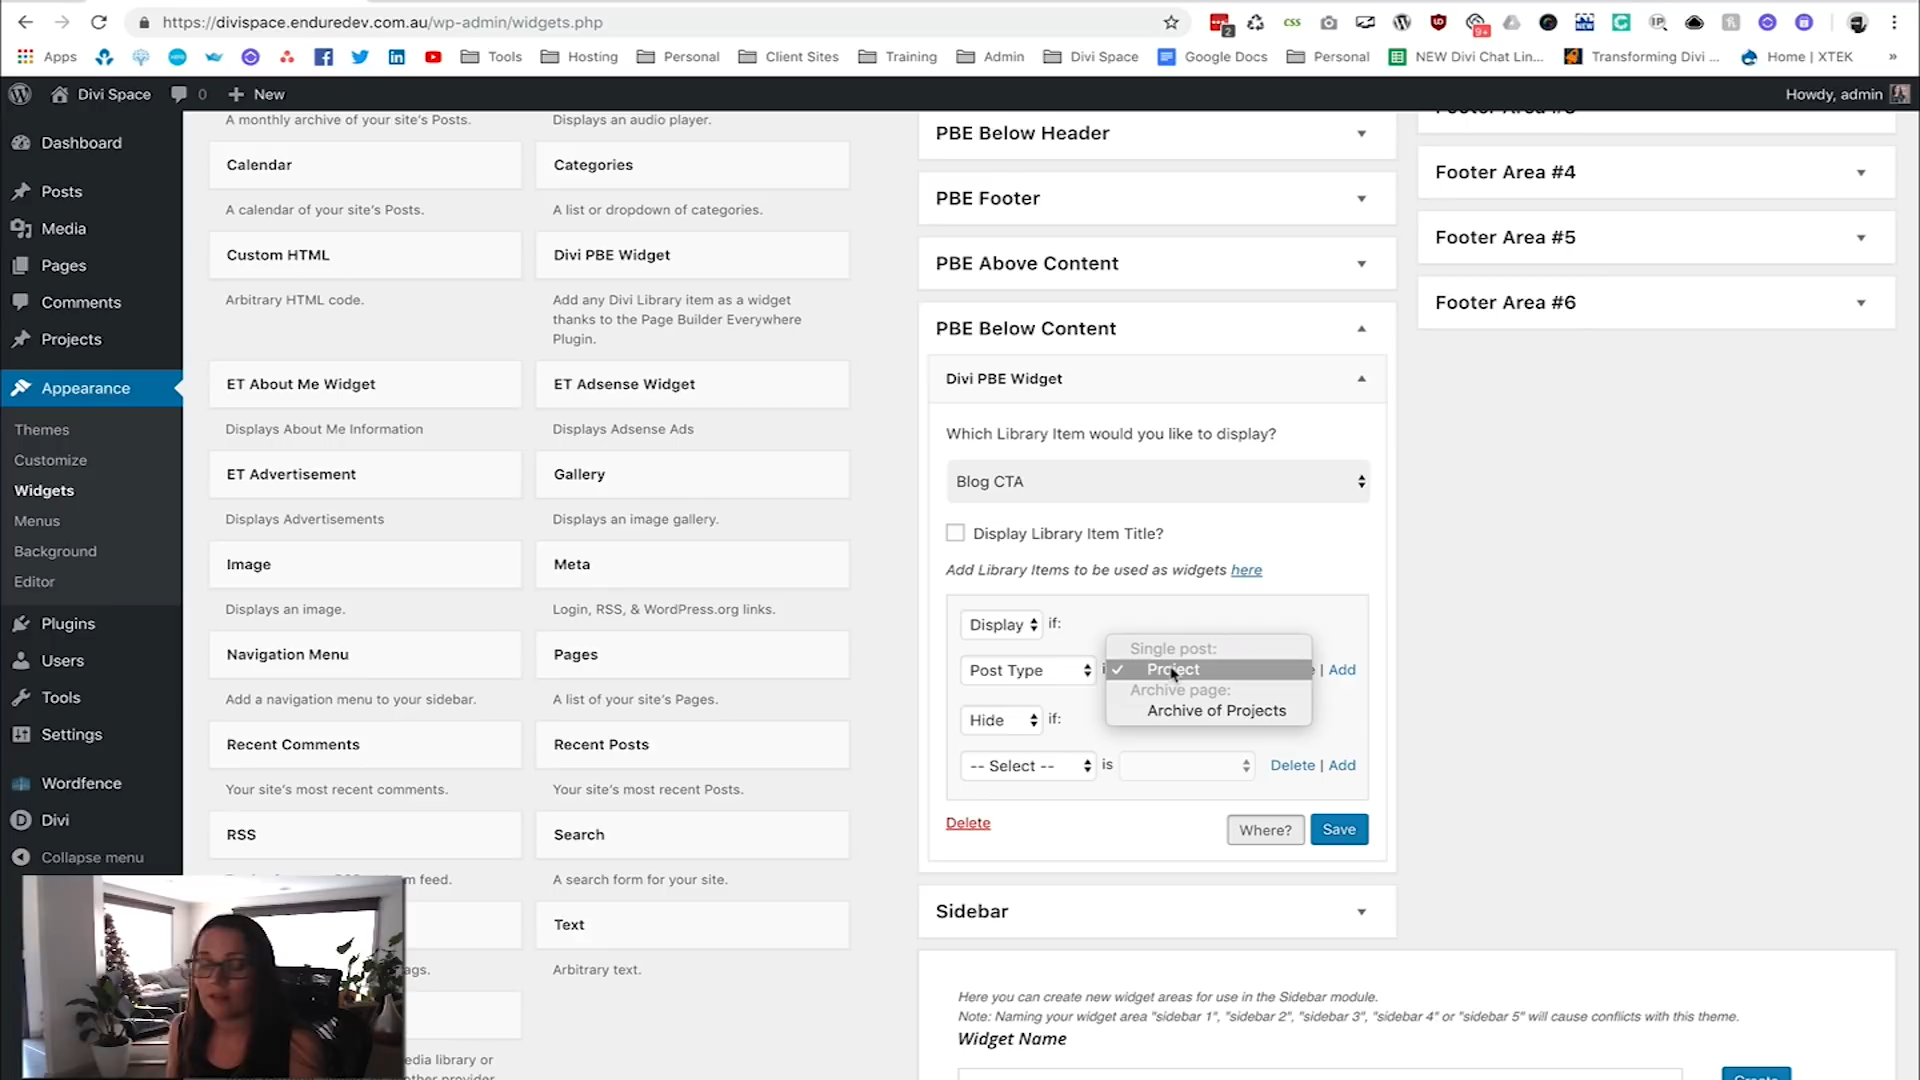 https://divispace.enduredev.com.au/wp-admin/widgets.php
2
css
9+
IP
NEW
Apps
Tools
Hosting
Personal
Client Sites
Training
Admin
Divi Space
Google Docs
Personal
NEW Divi Chat Lin...
Transforming Divi ...
Home | XTEK
»
Divi Space
0
New
Howdy, admin
Dashboard
Posts
Media
Pages
Comments
Projects
Appearance
Themes
Customize
Widgets
Menus
Background
Editor
Plugins
Users
Tools
Settings
Wordfence
Divi
Collapse menu
A monthly archive of your site's Posts.
Displays an audio player.
Calendar
Categories
A calendar of your site's Posts.
A list or dropdown of categories.
Custom HTML
Divi PBE Widget
Arbitrary HTML code.
Add any Divi Library item as a widget
thanks to the Page Builder Everywhere
Plugin.
ET About Me Widget
ET Adsense Widget
Displays About Me Information
Displays Adsense Ads
ET Advertisement
Gallery
Displays Advertisements
Displays an image gallery.
Image
Meta
Displays an image.
Login, RSS, & WordPress.org links.
Navigation Menu
Pages
Add a navigation menu to your sidebar.
A list of your site's Pages.
Recent Comments
Recent Posts
Your site's most recent comments.
Your site's most recent Posts.
RSS
Search
feed.
A search form for your site.
Text
Arbitrary text.
edia library or
PBE Below Header
PBE Footer
PBE Above Content
PBE Below Content
Divi PBE Widget
Which Library Item would you like to display?
Blog CTA
Display Library Item Title?
Add Library Items to be used as widgets here
Display if:
Single post:
Post Type
Project
| Add
Archive page:
Archive of Projects
Hide if:
-- Select -- is
Delete | Add
Delete
Where?
Save
Sidebar
Footer Area #4
Footer Area #5
Footer Area #6
Here you can create new widget areas for use in the Sidebar module.
Note: Naming your widget area "sidebar 1", "sidebar 2", "sidebar 3", "sidebar 4" or "sidebar 5" will cause conflicts with this theme.
Widget Name
Create